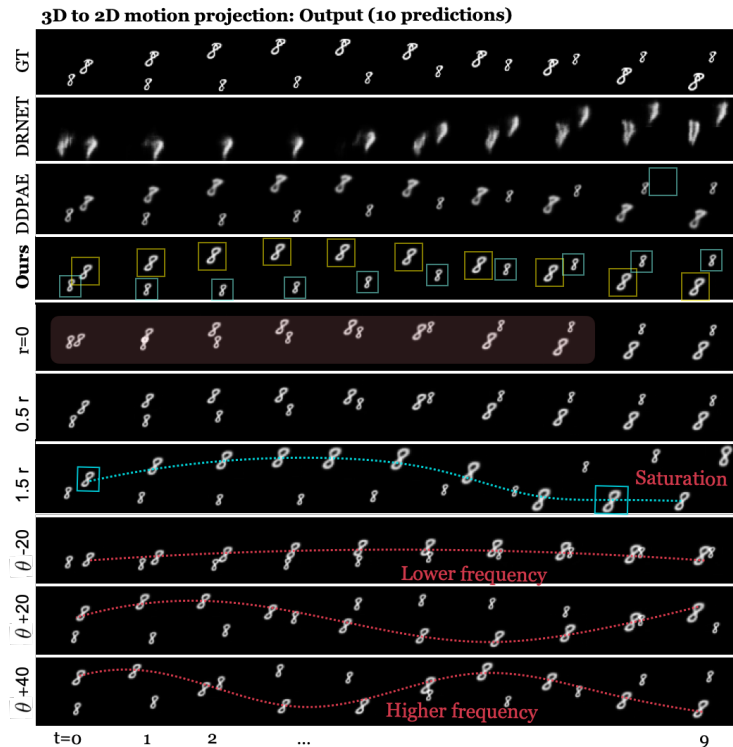 3D to 2D motion projection: Output (10 predictions)
GT
DRNET
DDPAE
Ours
r=0
0.5 r
1.5 r
Saturation
θ -20
Lower frequency
θ +20
θ +40
Higher frequency
t=0 1 2 ... 9